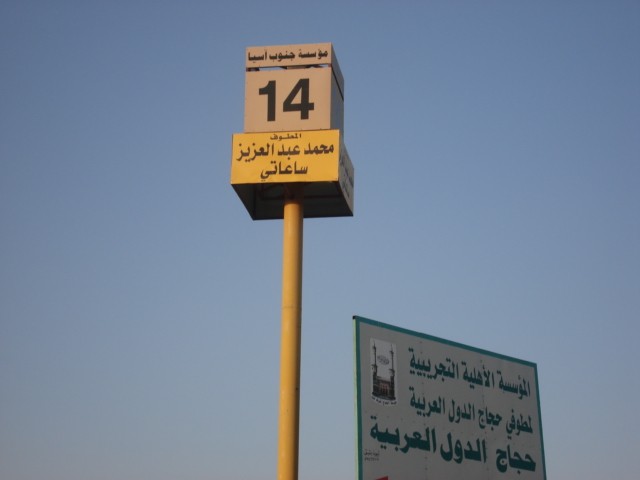 مؤسسة جنوب آسيا
14
المطوف
محمد عبد العزيز
ساعاتي
المؤسسة الأهلية التجريبية
لمطوفي حجاج الدول العربية
حجاج الدول العربية